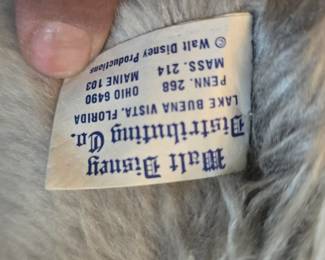 Walt Disney
Distributing Co.
LAKE BUENA VISTA, FLORIDA
PENN. 268 OHIO 6490
MASS. 214 MAINE 103
© Walt Disney Productions